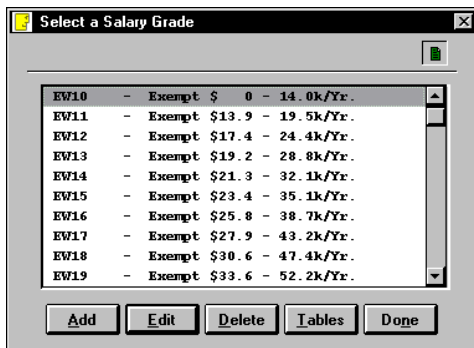 Select a Salary Grade
EW10 - Exempt $ 0 - 14.0k/Yr.
EW11 - Exempt $13.9 - 19.5k/Yr.
EW12 - Exempt $17.4 - 24.4k/Yr.
EW13 - Exempt $19.2 - 28.8k/Yr.
EW14 - Exempt $21.3 - 32.1k/Yr.
EW15 - Exempt $23.4 - 35.1k/Yr.
EW16 - Exempt $25.8 - 38.7k/Yr.
EW17 - Exempt $27.9 - 43.2k/Yr.
EW18 - Exempt $30.6 - 47.4k/Yr.
EW19 - Exempt $33.6 - 52.2k/Yr.
Add Edit Delete Tables Done